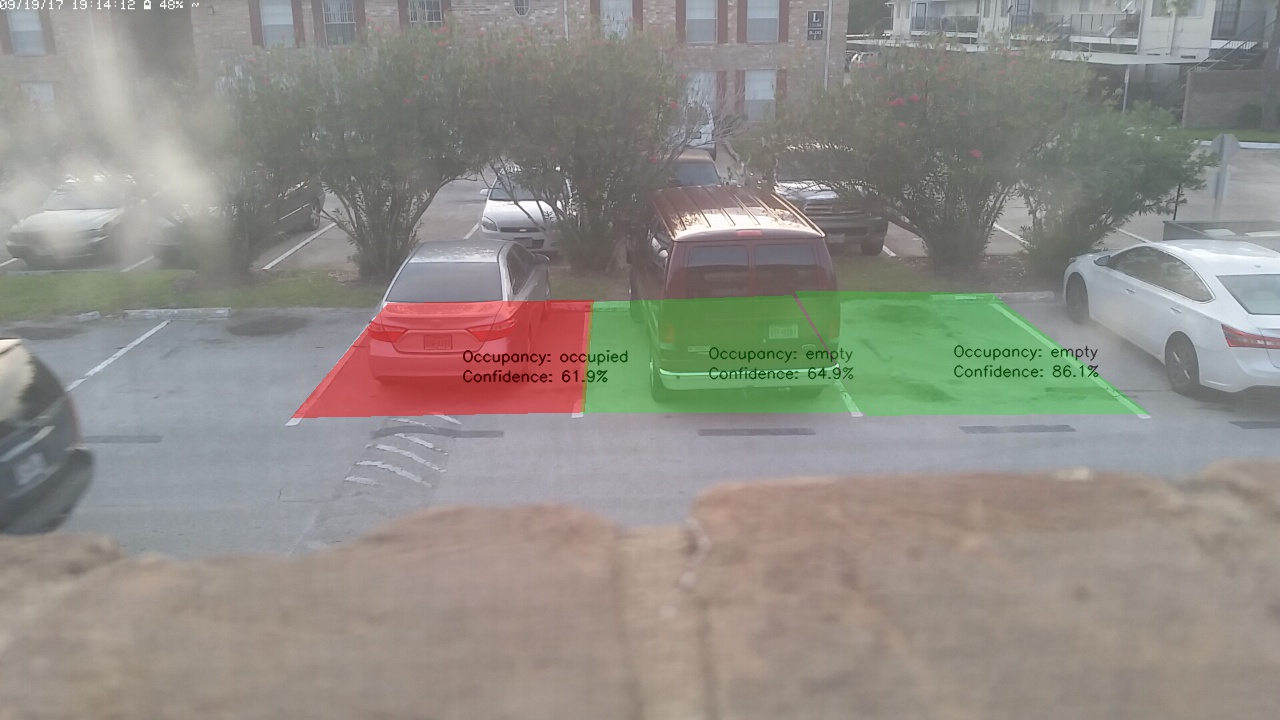 09/19/17 19:14:12 48% ~
L
Occupancy: occupied
Confidence: 61.9%
Occupancy: empty
Confidence: 64.9%
Occupancy: empty
Confidence: 86.1%